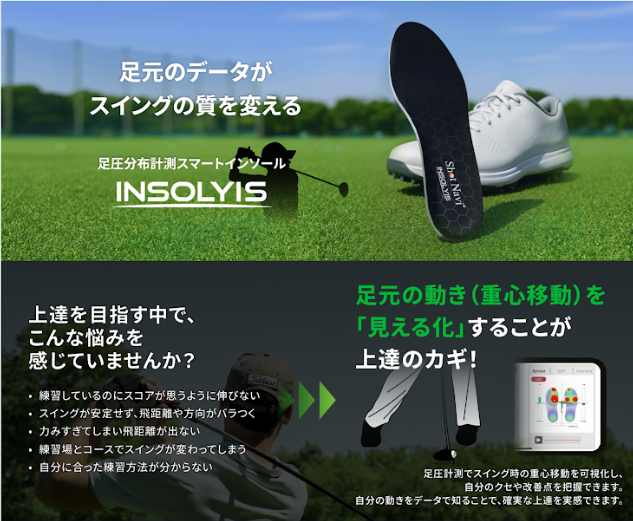 足元のデータが
スイングの質を変える
足圧分布計測スマートインソール
INSOLYIS
Shot Navi
INSOLYIS
上達を目指す中で、
こんな悩みを
感じていませんか？
• 練習しているのにスコアが思うように伸びない
• スイングが安定せず、飛距離や方向がバラつく
• 力みすぎてしまい飛距離が出ない
• 練習場とコースでスイングが変わってしまう
• 自分に合った練習方法が分からない
足元の動き（重心移動）を
「見える化」することが
上達のカギ！
足圧計測でスイング時の重心移動を可視化し、
自分のクセや改善点を把握できます。
自分の動きをデータで知ることで、確実な上達を実感できます。